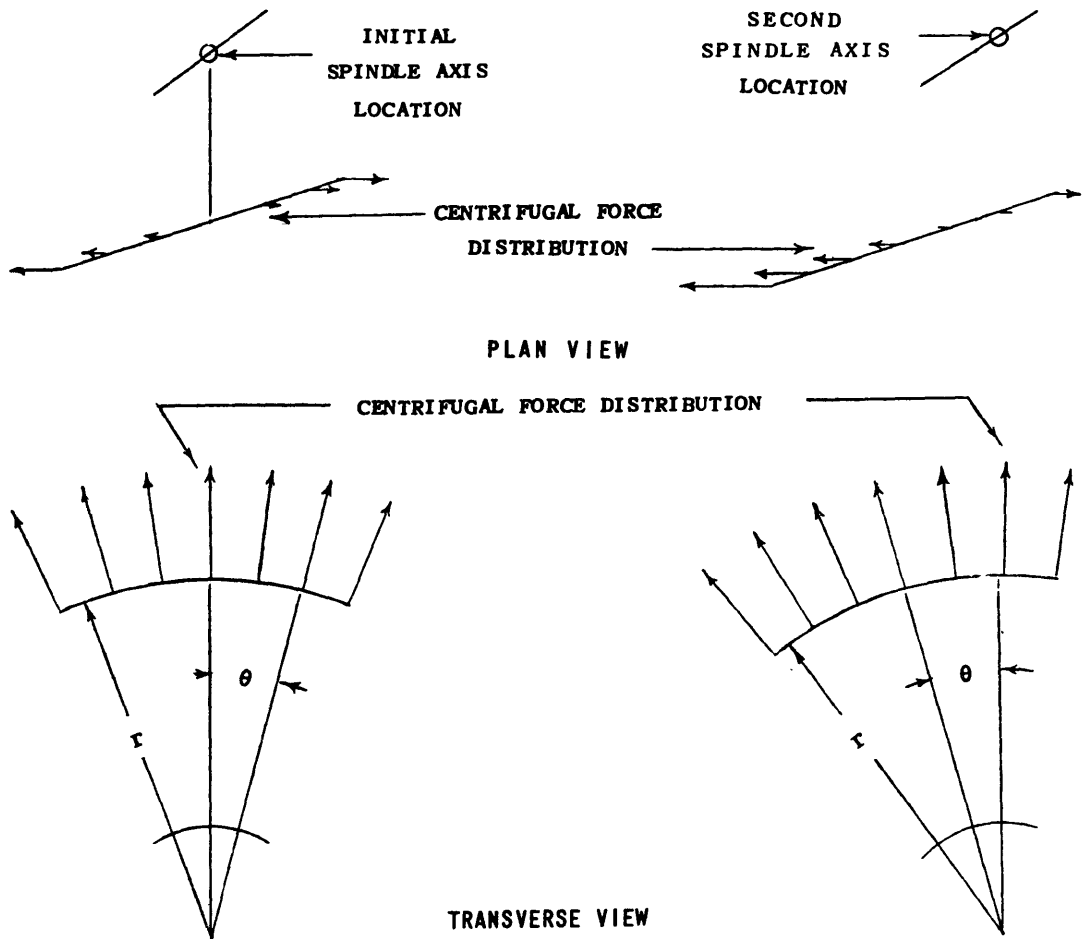 INITIAL
SPINDLE AXIS
LOCATION
SECOND
SPINDLE AXIS
LOCATION
CENTRIFUGAL FORCE
DISTRIBUTION
PLAN VIEW
CENTRIFUGAL FORCE DISTRIBUTION
θ
r
θ
r
TRANSVERSE VIEW